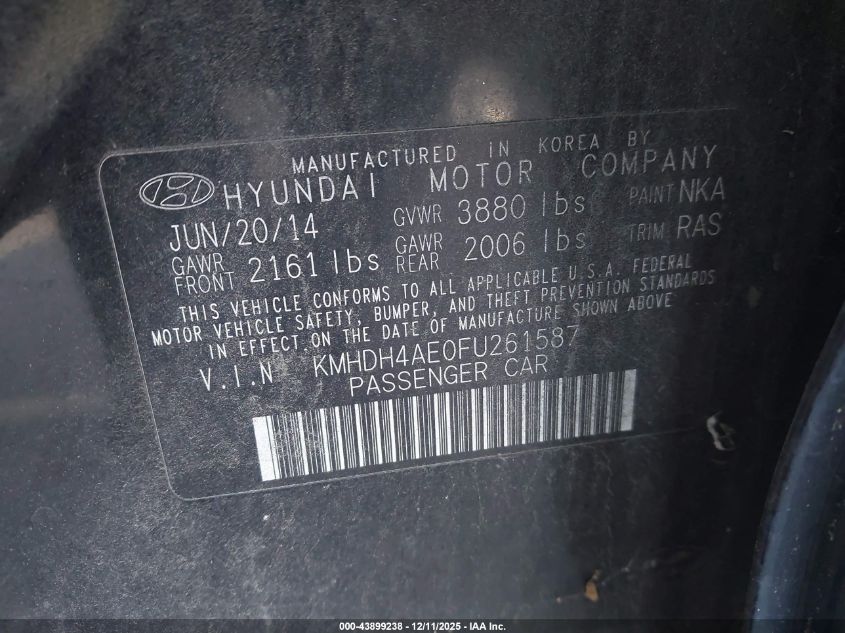 MANUFACTURED IN KOREA BY
HYUNDAI MOTOR COMPANY
JUN/20/14 GVWR 3880 lbs PAINT NKA
GAWR FRONT 2161 lbs GAWR REAR 2006 lbs TRIM RAS
THIS VEHICLE CONFORMS TO ALL APPLICABLE U.S.A. FEDERAL
MOTOR VEHICLE SAFETY, BUMPER, AND THEFT PREVENTION STANDARDS
IN EFFECT ON THE DATE OF MANUFACTURE SHOWN ABOVE
V.I.N KMHDH4AE0FU261587
PASSENGER CAR
000-43899238 - 12/11/2025 - IAA Inc.